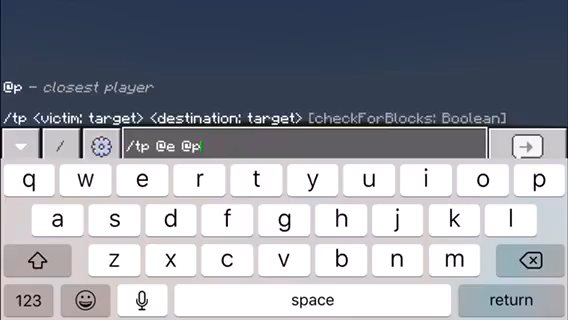 @p - closest player
/tp <victim: target> <destination: target> [checkForBlocks: Boolean]
/ /tp @e @p
q w e r t y u i o p
a s d f g h j k l
z x c v b n m
123 space return